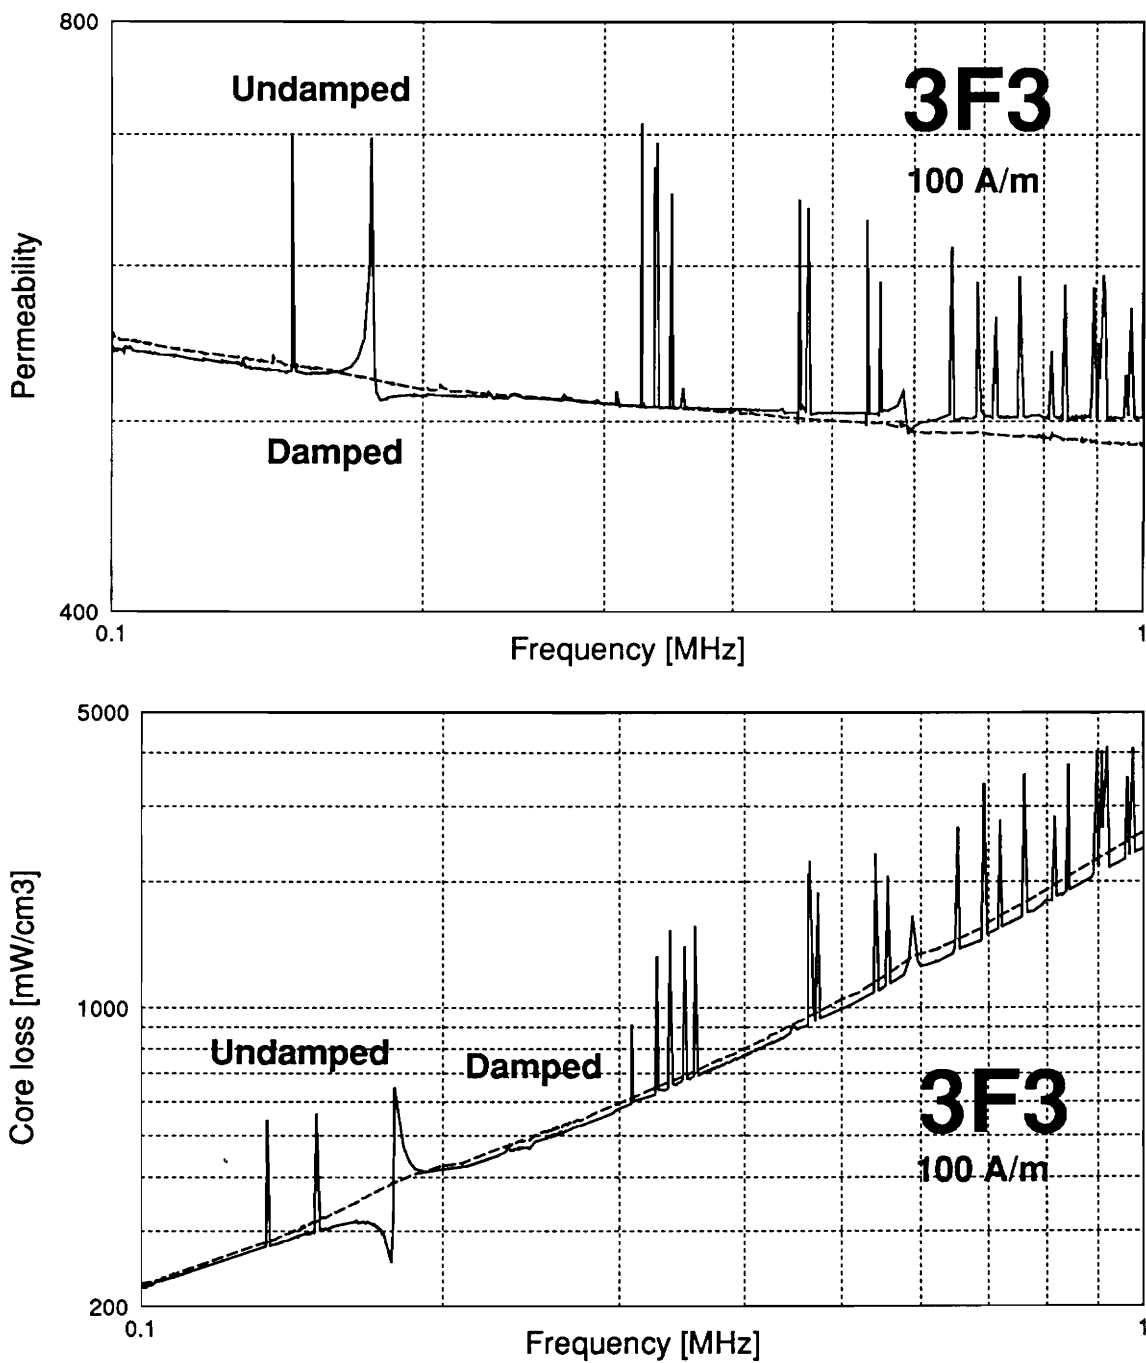 800
Undamped
3F3
100 A/m
Permeability
Damped
400
0.1
1
Frequency [MHz]
5000
Core loss [mW/cm3]
1000
Undamped
Damped
3F3
100 A/m
200
0.1
1
Frequency [MHz]